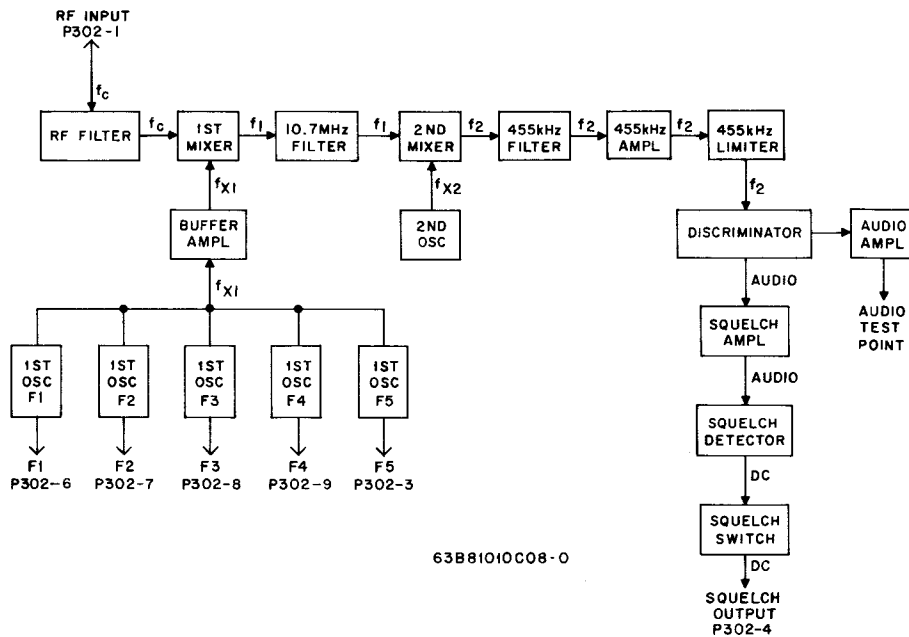 RF INPUT
P302-1
fc
RF FILTER
fc
1ST
MIXER
f1
10.7MHz
FILTER
f1
2ND
MIXER
f2
455kHz
FILTER
f2
455kHz
AMPL
f2
455kHz
LIMITER
fX1
fX2
f2
BUFFER
AMPL
2ND
OSC
DISCRIMINATOR
AUDIO
AMPL
fX1
AUDIO
AUDIO
TEST
POINT
SQUELCH
AMPL
1ST
OSC
F1
1ST
OSC
F2
1ST
OSC
F3
1ST
OSC
F4
1ST
OSC
F5
AUDIO
SQUELCH
DETECTOR
F1
P302-6
F2
P302-7
F3
P302-8
F4
P302-9
F5
P302-3
DC
SQUELCH
SWITCH
63B81010C08-0
DC
SQUELCH
OUTPUT
P302-4